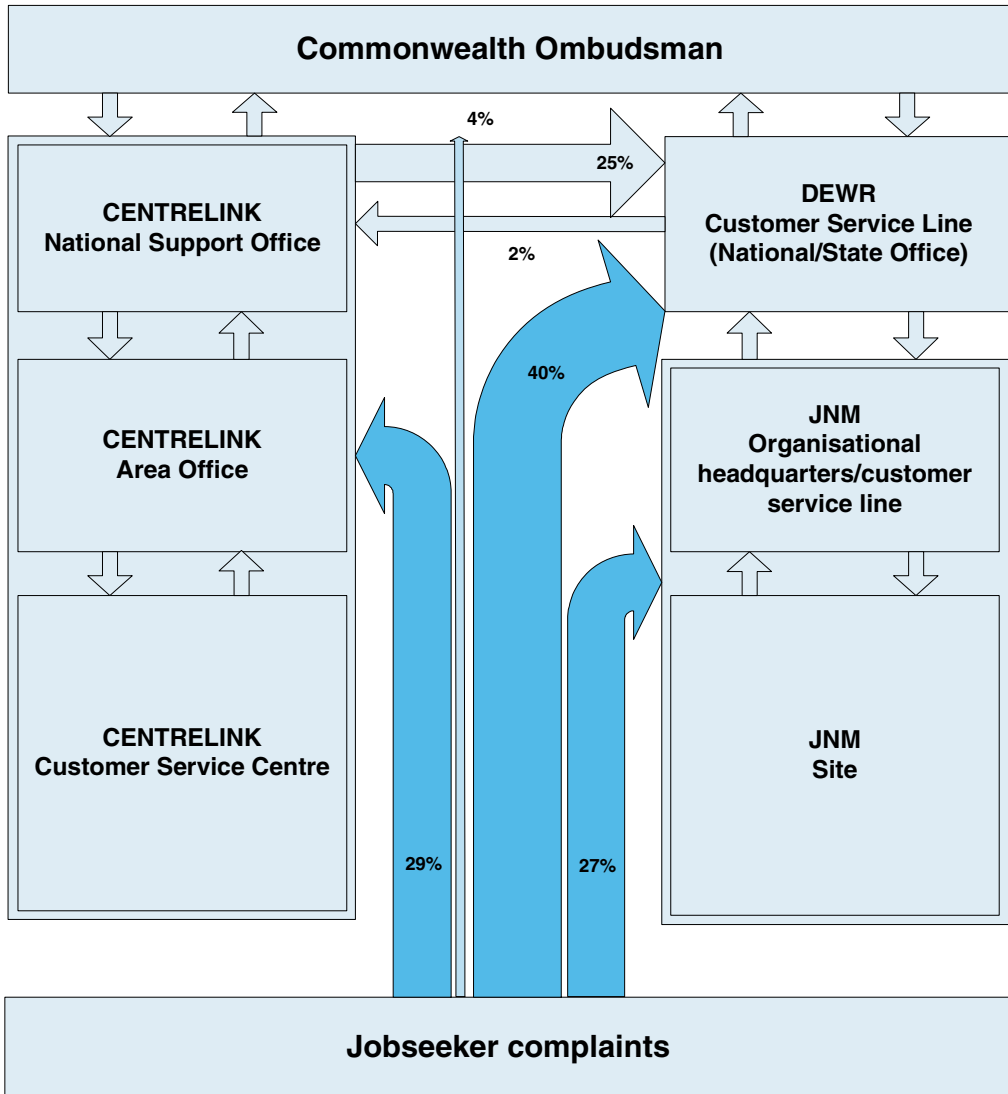 Commonwealth Ombudsman
4%
25%
2%
CENTRELINK
National Support Office
DEWR
Customer Service Line
(National/State Office)
40%
CENTRELINK
Area Office
JNM
Organisational
headquarters/customer
service line
CENTRELINK
Customer Service Centre
JNM
Site
29%
27%
Jobseeker complaints